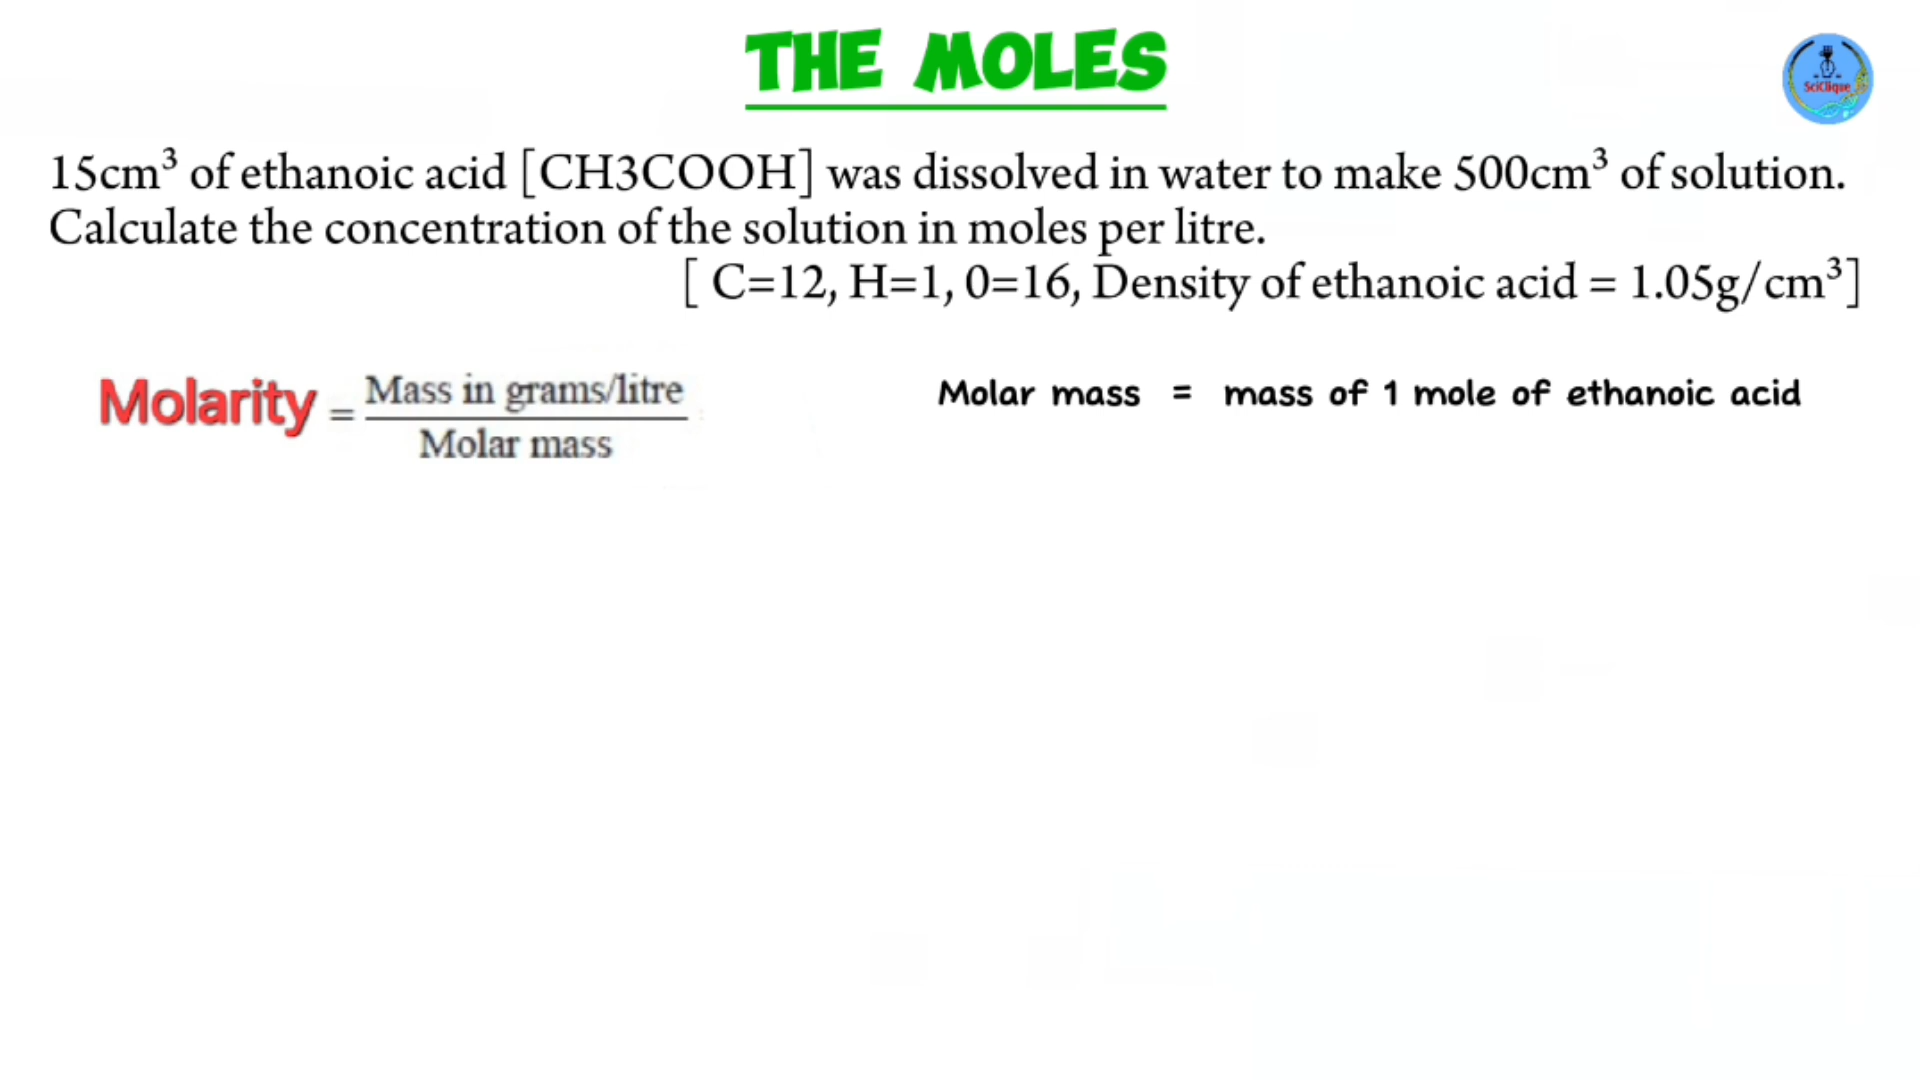 THE MOLES
SciClique
15cm³ of ethanoic acid [CH3COOH] was dissolved in water to make 500cm³ of solution.
Calculate the concentration of the solution in moles per litre.
[ C=12, H=1, 0=16, Density of ethanoic acid = 1.05g/cm³]
Molarity = Mass in grams/litre
Molar mass
Molar mass = mass of 1 mole of ethanoic acid